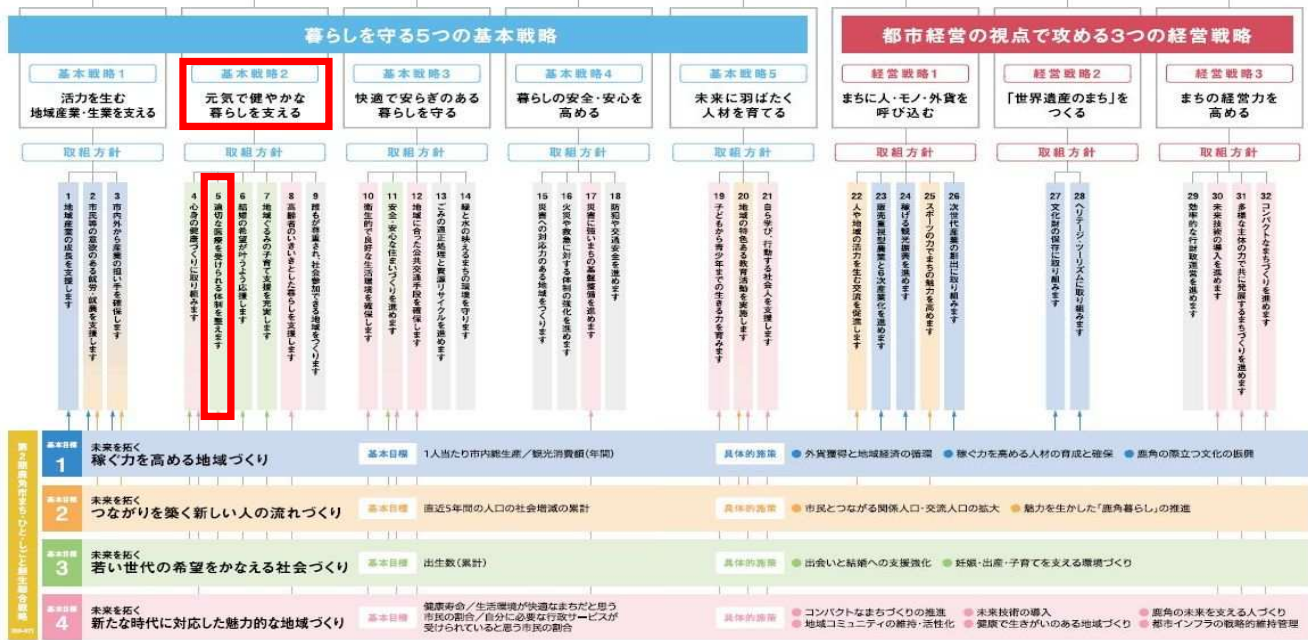 暮らしを守る5つの基本戦略
都市経営の視点で攻める3つの経営戦略
基本戦略1
活力を生む
地域産業・生業を支える
取組方針
基本戦略2
元気で健やかな
暮らしを支える
取組方針
基本戦略3
快適で安らぎのある
暮らしを守る
取組方針
基本戦略4
暮らしの安全・安心を
高める
取組方針
基本戦略5
未来に羽ばたく
人材を育てる
取組方針
経営戦略1
まちに人・モノ・外貨を
呼び込む
取組方針
経営戦略2
「世界遺産のまち」を
つくる
取組方針
経営戦略3
まちの経営力を
高める
取組方針
1 地域産業の成長を支援します
2 市民等の意欲のある就労・就農を支援します
3 市内外から産業の担い手を確保します
4 心身の健康づくりに取り組みます
5 適切な医療を受けられる体制を整えます
6 結婚の希望が叶うよう応援します
7 地域ぐるみの子育て支援を充実します
8 高齢者のいきいきとした暮らしを支援します
9 誰もが尊重され、社会参加できる地域をつくります
10 衛生的で良好な生活環境を確保します
11 安全・安心な住まいづくりを進めます
12 地域に合った公共交通手段を確保します
13 ごみの適正処理と資源リサイクルを進めます
14 緑と水の映えるまちの環境を守ります
15 災害への対応力のある地域をつくります
16 火災や救急に対する体制の強化を進めます
17 災害に強いまちの基盤整備を進めます
18 防犯や交通安全を進めます
19 子どもから青少年までの生きる力を育みます
20 地域の特色ある教育活動を実施します
21 自ら学び、行動する社会人を支援します
22 人や地域の活力を生む交流を促進します
23 販売重視型農業と6次産業化を進めます
24 稼げる観光振興を進めます
25 スポーツの力でまちの魅力を高めます
26 次世代産業の創出に取り組みます
27 文化財の保存に取り組みます
28 ヘリテージ・ツーリズムに取り組みます
29 効率的な行財政運営を進めます
30 未来技術の導入を進めます
31 多様な主体の力で共に発展するまちづくりを進めます
32 コンパクトなまちづくりを進めます
第2期鹿角市まち・ひと・しごと創生総合戦略
基本目標
1
未来を拓く
稼ぐ力を高める地域づくり
基本目標
1人当たり市内総生産/観光消費額(年間)
具体的施策
外貨獲得と地域経済の循環 稼ぐ力を高める人材の育成と確保 鹿角の際立つ文化の振興
基本目標
2
未来を拓く
つながりを築く新しい人の流れづくり
基本目標
直近5年間の人口の社会増減の累計
具体的施策
市民とつながる関係人口・交流人口の拡大 魅力を生かした「鹿角暮らし」の推進
基本目標
3
未来を拓く
若い世代の希望をかなえる社会づくり
基本目標
出生数(累計)
具体的施策
出会いと結婚への支援強化 妊娠・出産・子育てを支える環境づくり
基本目標
4
未来を拓く
新たな時代に対応した魅力的な地域づくり
基本目標
健康寿命/生活環境が快適なまちだと思う
市民の割合/自分に必要な行政サービスが
受けられていると思う市民の割合
具体的施策
コンパクトなまちづくりの推進 未来技術の導入 鹿角の未来を支える人づくり
地域コミュニティの維持・活性化 健康で生きがいのある地域づくり 都市インフラの戦略的維持管理